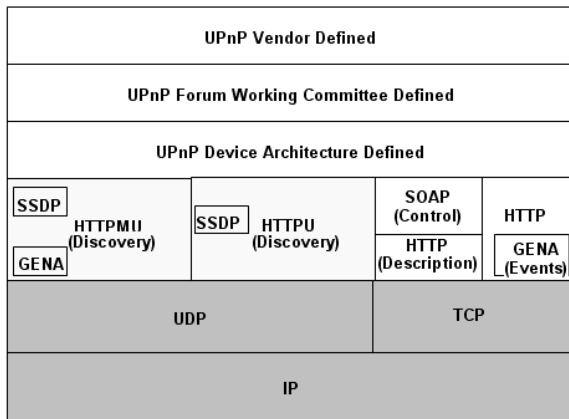 UPnP Vendor Defined
UPnP Forum Working Committee Defined
UPnP Device Architecture Defined
SSDP
HTTPMU
(Discovery)
GENA
SSDP
HTTPU
(Discovery)
SOAP
(Control)
HTTP
(Description)
HTTP
GENA
(Events)
UDP
TCP
IP